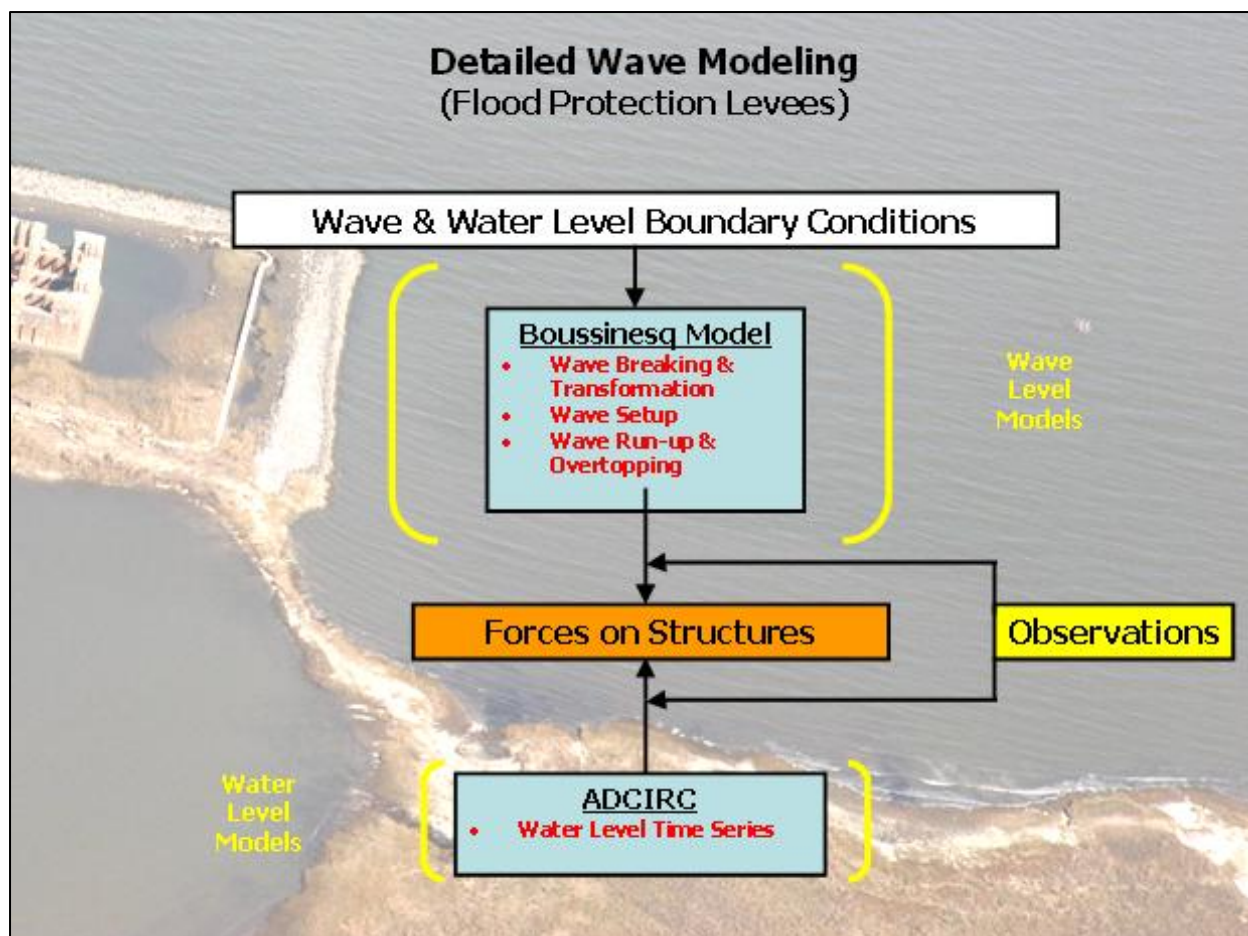 Detailed Wave Modeling
(Flood Protection Levees)
Wave & Water Level Boundary Conditions
Boussinesq Model
• Wave Breaking &
Transformation
• Wave Setup
• Wave Run-up &
Overtopping
Wave
Level
Models
Forces on Structures
Observations
Water
Level
Models
ADCIRC
• Water Level Time Series